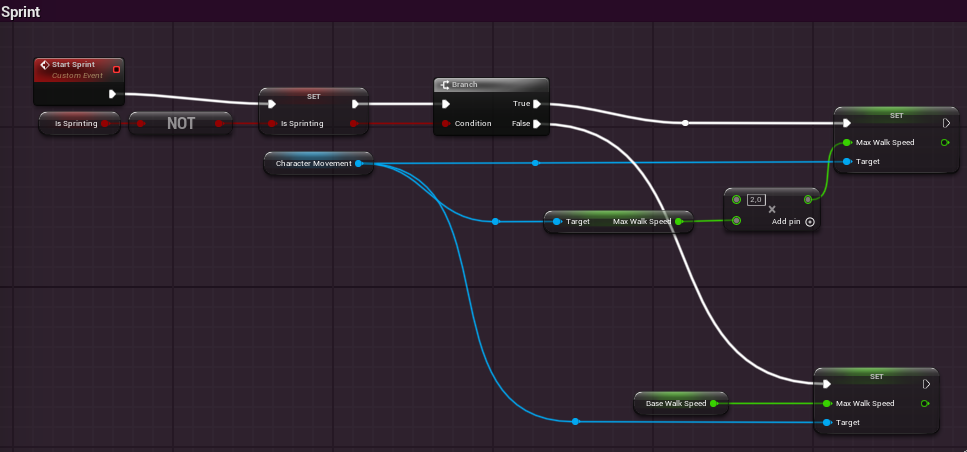 Sprint
Start Sprint
Custom Event
Is Sprinting
NOT
SET
Is Sprinting
Branch
True
Condition
False
Character Movement
Target
Max Walk Speed
2,0
×
Add pin
SET
Max Walk Speed
Target
Base Walk Speed
SET
Max Walk Speed
Target